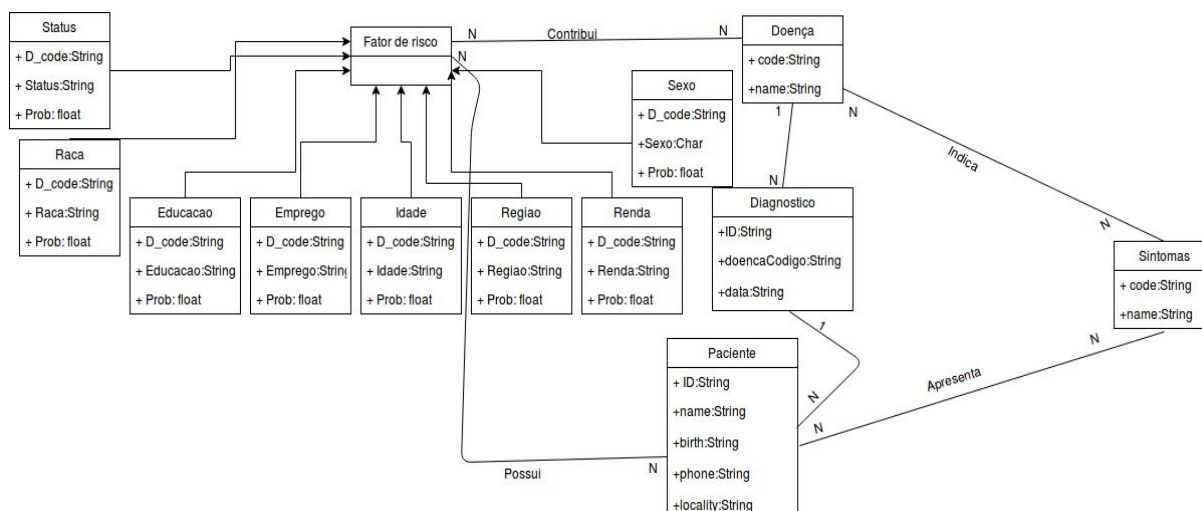 Status
+ D_code:String
+ Status:String
+ Prob: float
Raca
+ D_code:String
+ Raca:String
+ Prob: float
Fator de risco
N
Contribui
N
N
Doença
+ code:String
+name:String
Sexo
+ D_code:String
+Sexo:Char
+ Prob: float
1
N
N
Indica
N
Educacao
+ D_code:String
+ Educacao:String
+ Prob: float
Emprego
+ D_code:String
+ Emprego:String
+ Prob: float
Idade
+ D_code:String
+ Idade:String
+ Prob: float
Regiao
+ D_code:String
+ Regiao:String
+ Prob: float
Renda
+ D_code:String
+ Renda:String
+ Prob: float
Diagnostico
+ID:String
+doencaCodigo:String
+data:String
Sintomas
+ code:String
+name:String
1
N
N
Apresenta
N
Paciente
+ ID:String
+name:String
+birth:String
+phone:String
+locality:String
Possui
N